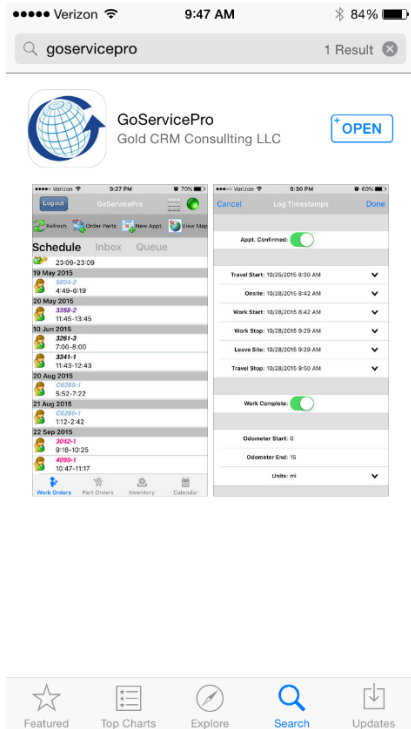 Verizon 9:47 AM 84%
goservicepro 1 Result
GoServicePro
Gold CRM Consullting LLC
+OPEN
Verizon 9:27 PM 70%
Logout GoServicePro
Refresh Order Parts New Appt. View Map
Schedule Inbox Queue
23:09-23:09
19 May 2015
5804-2
4:49-6:19
20 May 2015
3288-2
11:45-13:45
10 Jun 2015
3261-3
7:00-8:00
3341-1
11:43-12:43
20 Aug 2015
C6285-1
5:52-7:22
21 Aug 2015
C6286-1
1:12-2:42
22 Sep 2015
3042-1
9:18-10:25
4099-1
10:47-11:17
Work Orders Part Orders Inventory Calendar
Verizon 9:30 PM 69%
Cancel Log Timestamps Done
Appt. Confirmed:
Travel Start: 10/25/2015 8:30 AM
Onsite: 10/28/2015 8:42 AM
Work Start: 10/28/2015 8:42 AM
Work Stop: 10/28/2015 9:29 AM
Leave Site: 10/28/2015 9:29 AM
Travel Stop: 10/28/2015 9:50 AM
Work Complete:
Odometer Start: 0
Odometer End: 15
Units: mi
Featured Top Charts Explore Search Updates